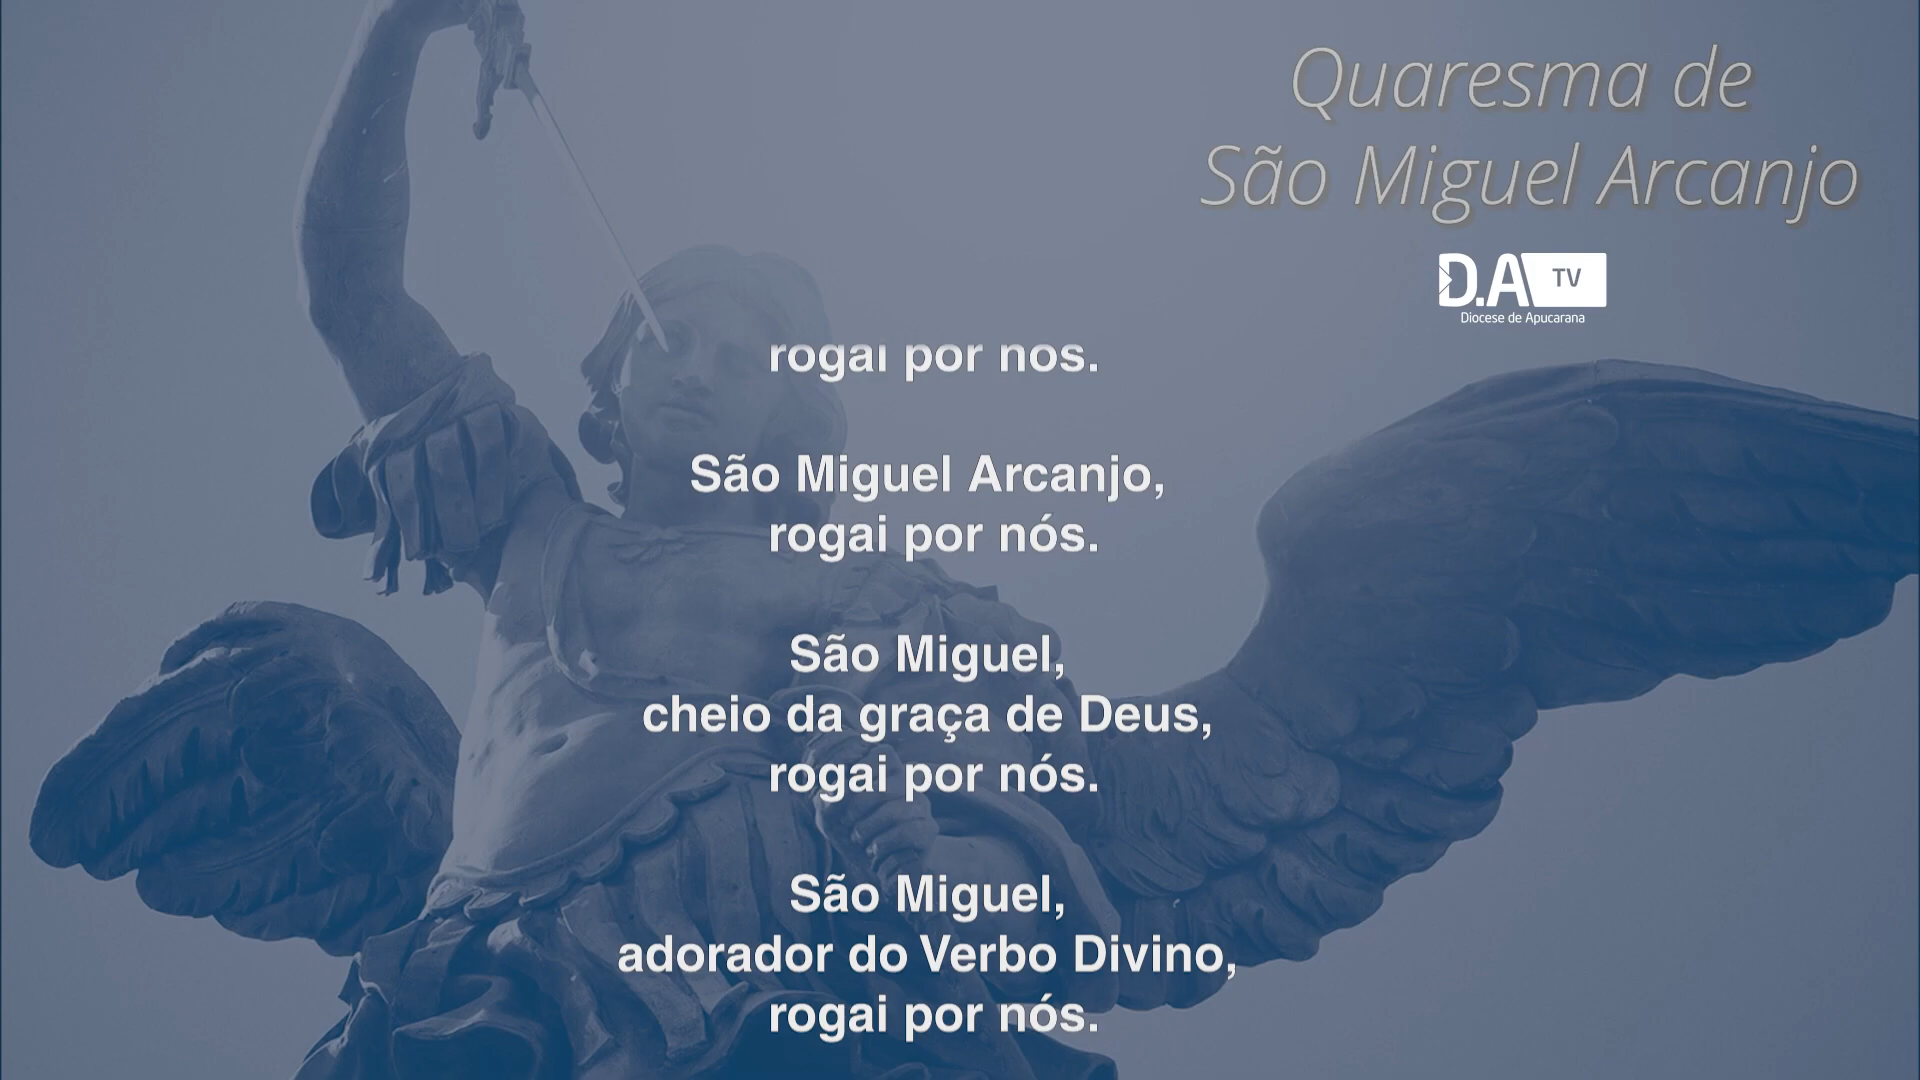 Quaresma de
São Miguel Arcanjo
D.A TV
Diocese de Apucarana
rogai por nós.
São Miguel Arcanjo,
rogai por nós.
São Miguel,
cheio da graça de Deus,
rogai por nós.
São Miguel,
adorador do Verbo Divino,
rogai por nós.